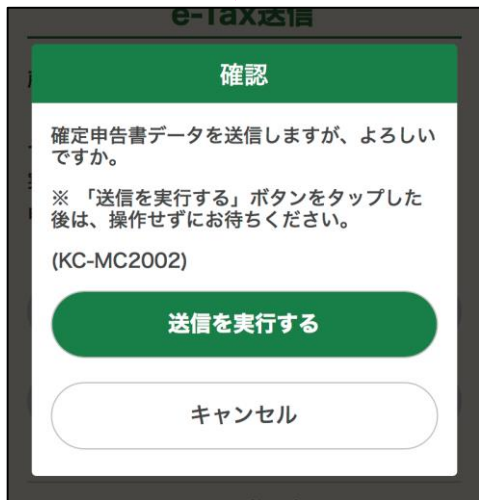 e-Tax送信
確認
確定申告書データを送信しますが、よろしい
ですか。
※ 「送信を実行する」ボタンをタップした
後は、操作せずにお待ちください。
(KC-MC2002)
送信を実行する
キャンセル